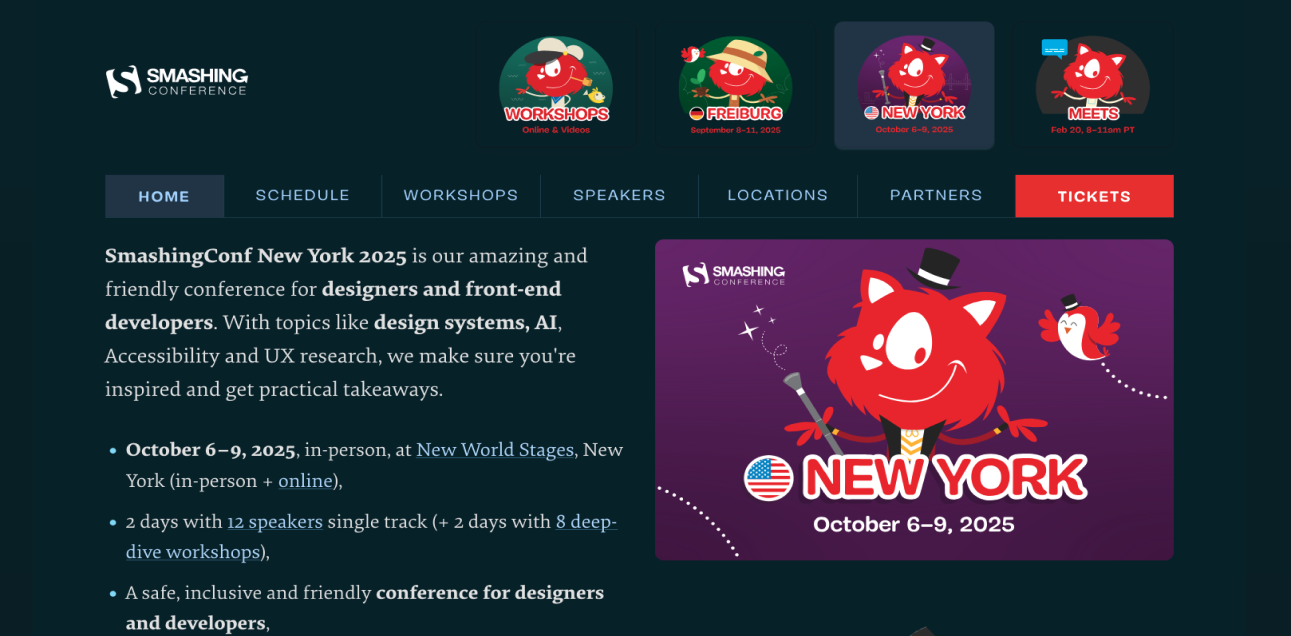 SMASHING
CONFERENCE
WORKSHOPS
Online & Videos
FREIBURG
September 8–11, 2025
NEW YORK
October 6–9, 2025
MEETS
Feb 20, 8–11am PT
HOME
SCHEDULE
WORKSHOPS
SPEAKERS
LOCATIONS
PARTNERS
TICKETS
SmashingConf New York 2025 is our amazing and
friendly conference for designers and front-end
developers. With topics like design systems, AI,
Accessibility and UX research, we make sure you're
inspired and get practical takeaways.
• October 6–9, 2025, in-person, at New World Stages, New
York (in-person + online),
• 2 days with 12 speakers single track (+ 2 days with 8 deep-
dive workshops),
• A safe, inclusive and friendly conference for designers
and developers,
SMASHING
CONFERENCE
NEW YORK
October 6–9, 2025